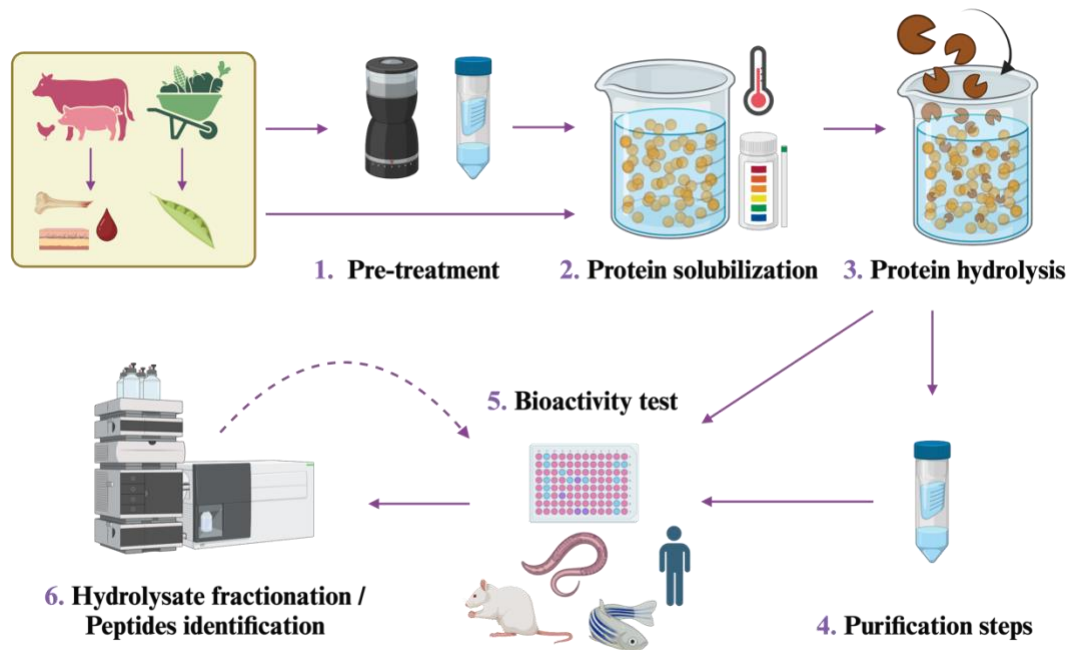 1. Pre-treatment
2. Protein solubilization
3. Protein hydrolysis
5. Bioactivity test
6. Hydrolysate fractionation /
Peptides identification
4. Purification steps